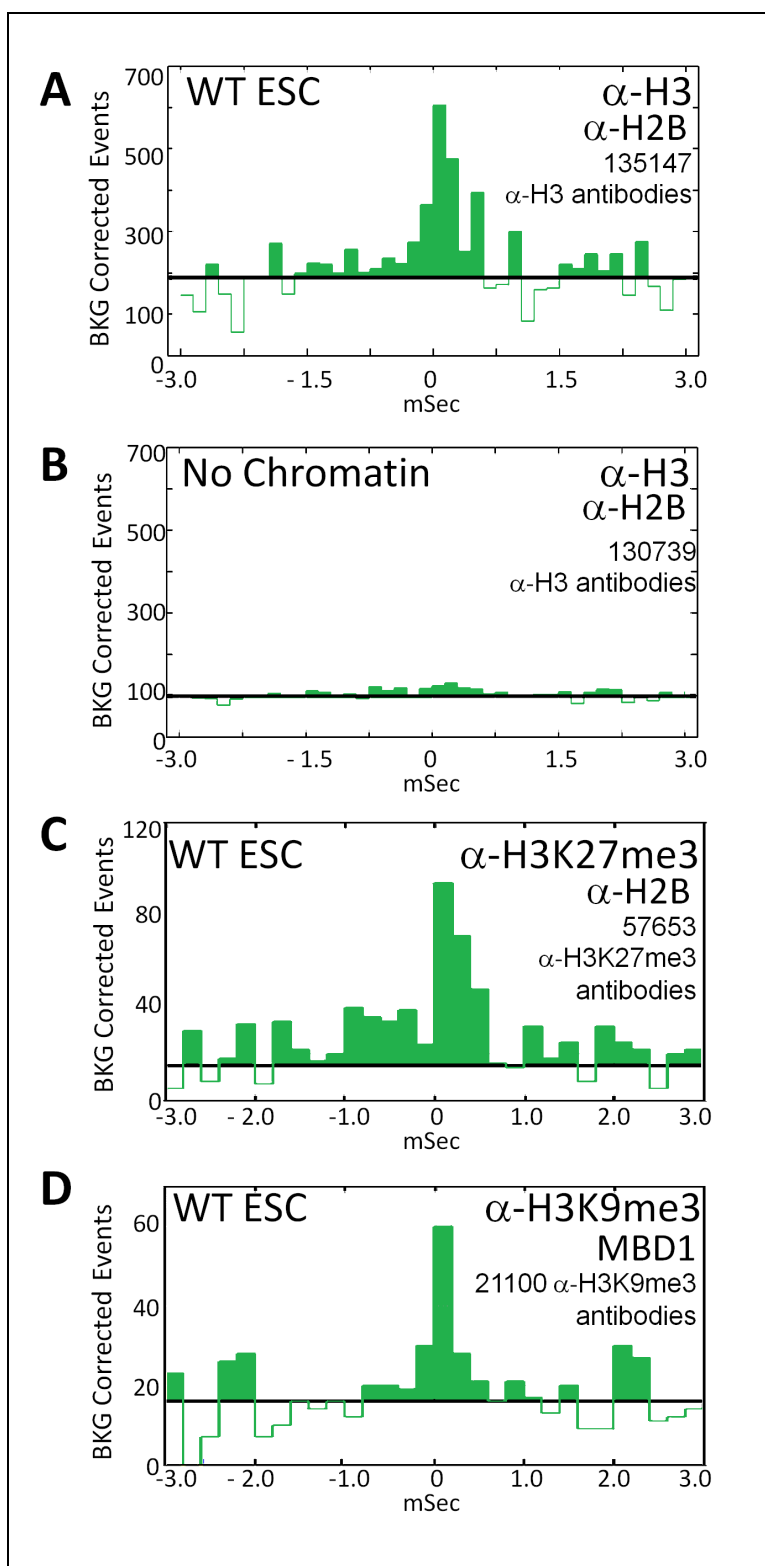 A
WT ESC
α-H3
α-H2B
135147
α-H3 antibodies
BKG Corrected Events
700
500
300
100
0
-3.0
- 1.5
0
1.5
3.0
mSec
B
No Chromatin
α-H3
α-H2B
130739
α-H3 antibodies
BKG Corrected Events
700
500
300
100
0
-3.0
- 1.5
0
1.5
3.0
mSec
C
WT ESC
α-H3K27me3
α-H2B
57653
α-H3K27me3
antibodies
BKG Corrected Events
120
80
40
0
-3.0
- 2.0
-1.0
0
1.0
2.0
3.0
mSec
D
WT ESC
α-H3K9me3
MBD1
21100 α-H3K9me3
antibodies
BKG Corrected Events
60
40
20
0
-3.0
- 2.0
-1.0
0
1.0
2.0
3.0
mSec